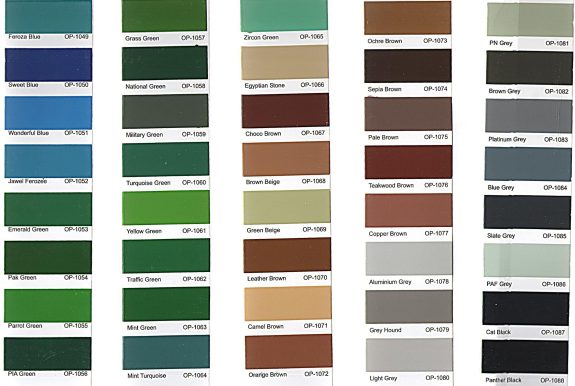 Feroza Blue OP-1049
Sweet Blue OP-1050
Wonderful Blue OP-1051
Jawei Ferozee OP-1052
Emerald Green OP-1053
Pak Green OP-1054
Parrot Green OP-1055
PIA Green OP-1056
Grass Green OP-1057
National Green OP-1058
Military Green OP-1059
Turquoise Green OP-1060
Yellow Green OP-1061
Traffic Green OP-1062
Mint Green OP-1063
Mint Turquoise OP-1064
Zircon Green OP-1065
Egyptian Stone OP-1066
Choco Brown OP-1067
Brown Beige OP-1068
Green Beige OP-1069
Leather Brown OP-1070
Camel Brown OP-1071
Orange Brown OP-1072
Ochre Brown OP-1073
Sepia Brown OP-1074
Pale Brown OP-1075
Teakwood Brown OP-1076
Copper Brown OP-1077
Aluminium Grey OP-1078
Grey Hound OP-1079
Light Grey OP-1080
PN Grey OP-1081
Brown Grey OP-1082
Platinum Grey OP-1083
Blue Grey OP-1084
Slate Grey OP-1085
PAF Grey OP-1086
Cat Black OP-1087
Panther Black OP-1088